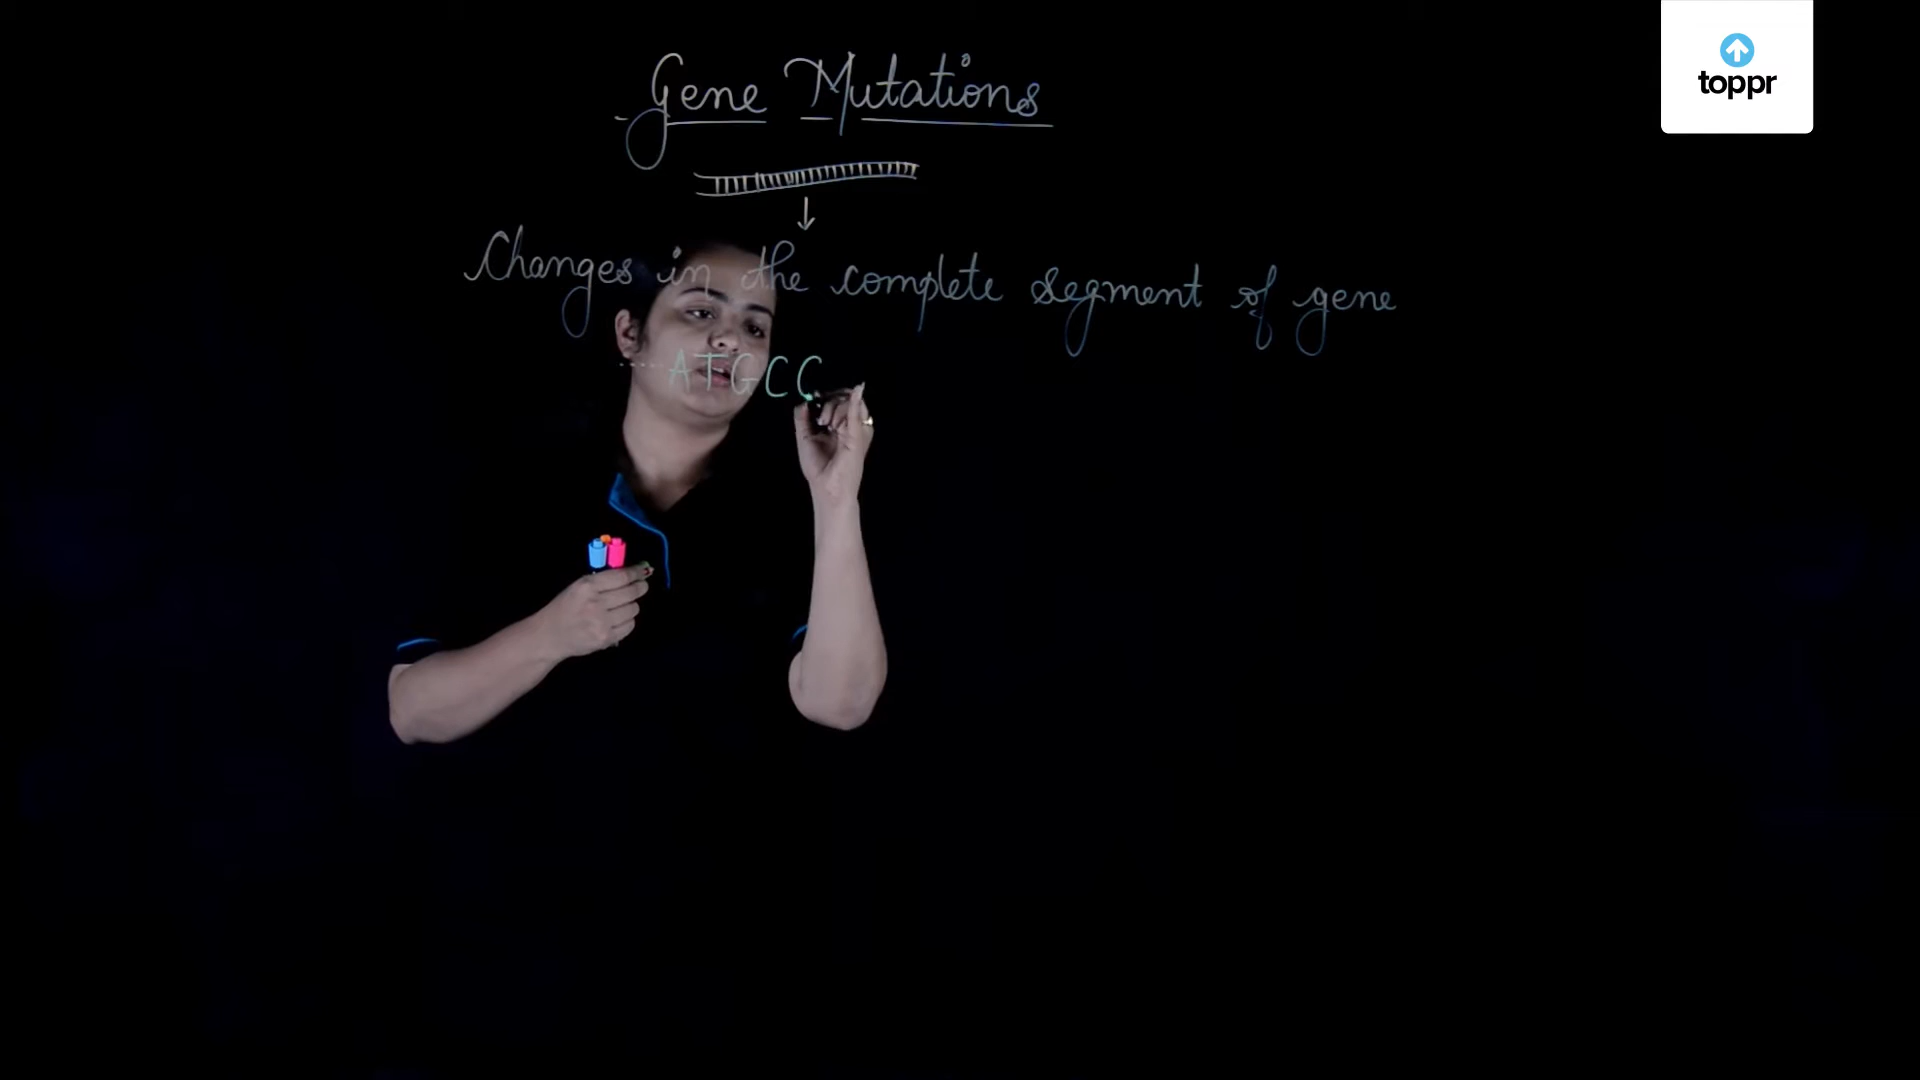 toppr
Gene Mutations
Changes in the complete segment of gene
.....ATGCC